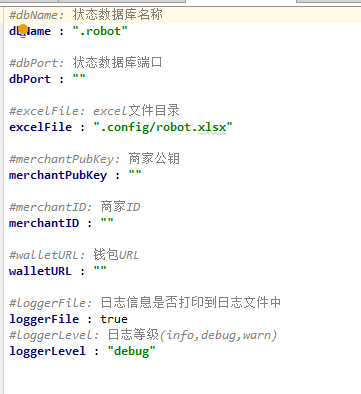 #dbName: 状态数据库名称
dbName : ".robot"
#dbPort: 状态数据库端口
dbPort : ""
#excelFile: excel文件目录
excelFile : ".config/robot.xlsx"
#merchantPubKey: 商家公钥
merchantPubKey : ""
#merchantID: 商家ID
merchantID : ""
#walletURL: 钱包URL
walletURL : ""
#loggerFile: 日志信息是否打印到日志文件中
loggerFile : true
#loggerLevel: 日志等级(info,debug,warn)
loggerLevel : "debug"